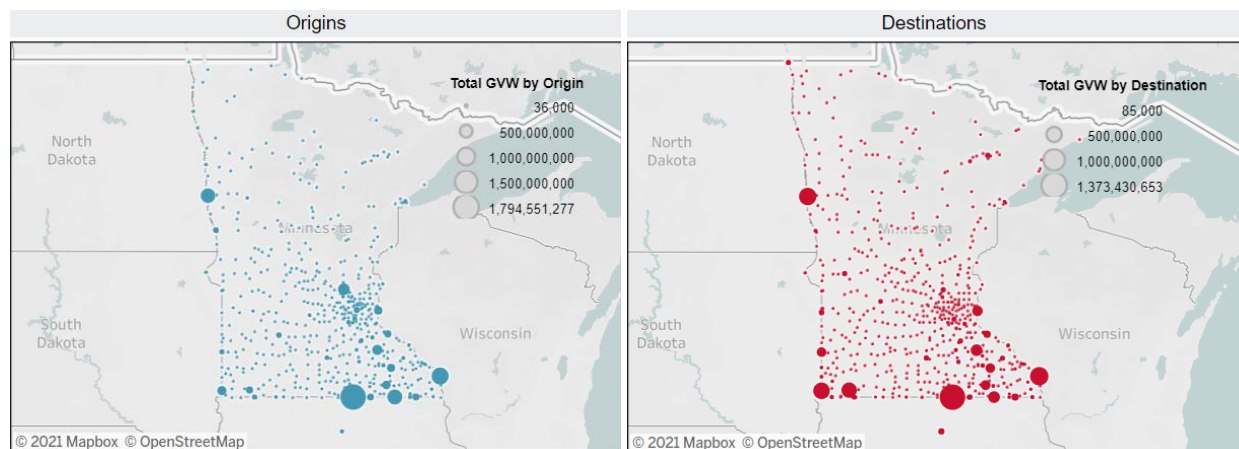 Origins
Total GVW by Origin
36,000
500,000,000
1,000,000,000
1,500,000,000
1,794,551,277
North
Dakota
Minnesota
South
Dakota
Wisconsin
© 2021 Mapbox © OpenStreetMap
Destinations
Total GVW by Destination
85,000
500,000,000
1,000,000,000
1,373,430,653
North
Dakota
Minnesota
South
Dakota
Wisconsin
© 2021 Mapbox © OpenStreetMap